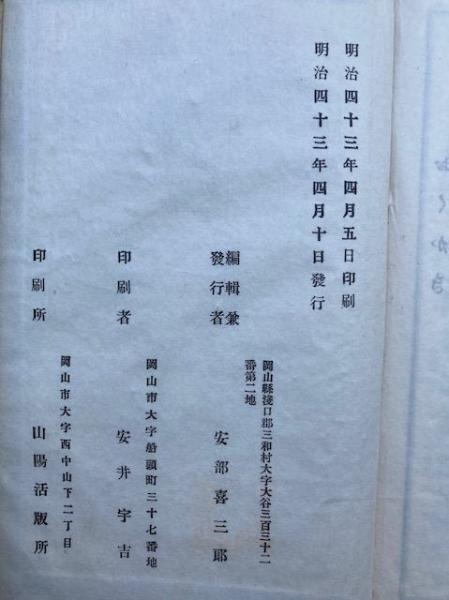 明治四十三年四月五日印刷
明治四十三年四月十日發行
編輯兼
發行者
岡山縣淺口郡三和村大字大谷三百三十二
番第二地
安部喜三郎
印刷者
岡山市大字船頭町三十七番地
安井宇吉
印刷所
岡山市大字西中山下二丁目
山陽活版所